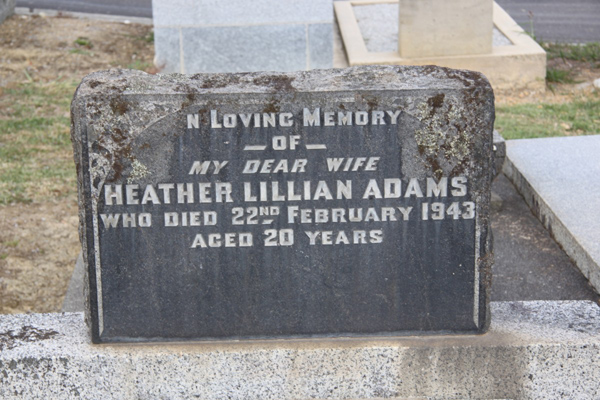 N LOVING MEMORY
— OF —
MY DEAR WIFE
HEATHER LILLIAN ADAMS
WHO DIED 22ND FEBRUARY 1943
AGED 20 YEARS